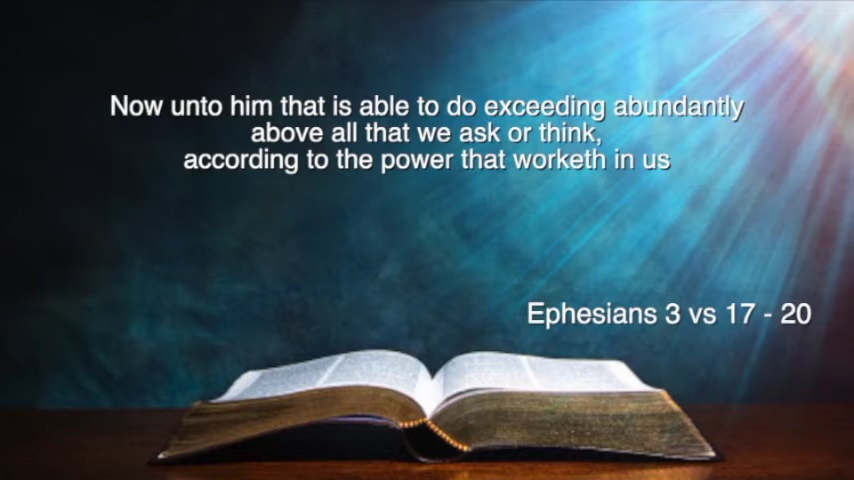 Now unto him that is able to do exceeding abundantly
above all that we ask or think,
according to the power that worketh in us
Ephesians 3 vs 17 - 20